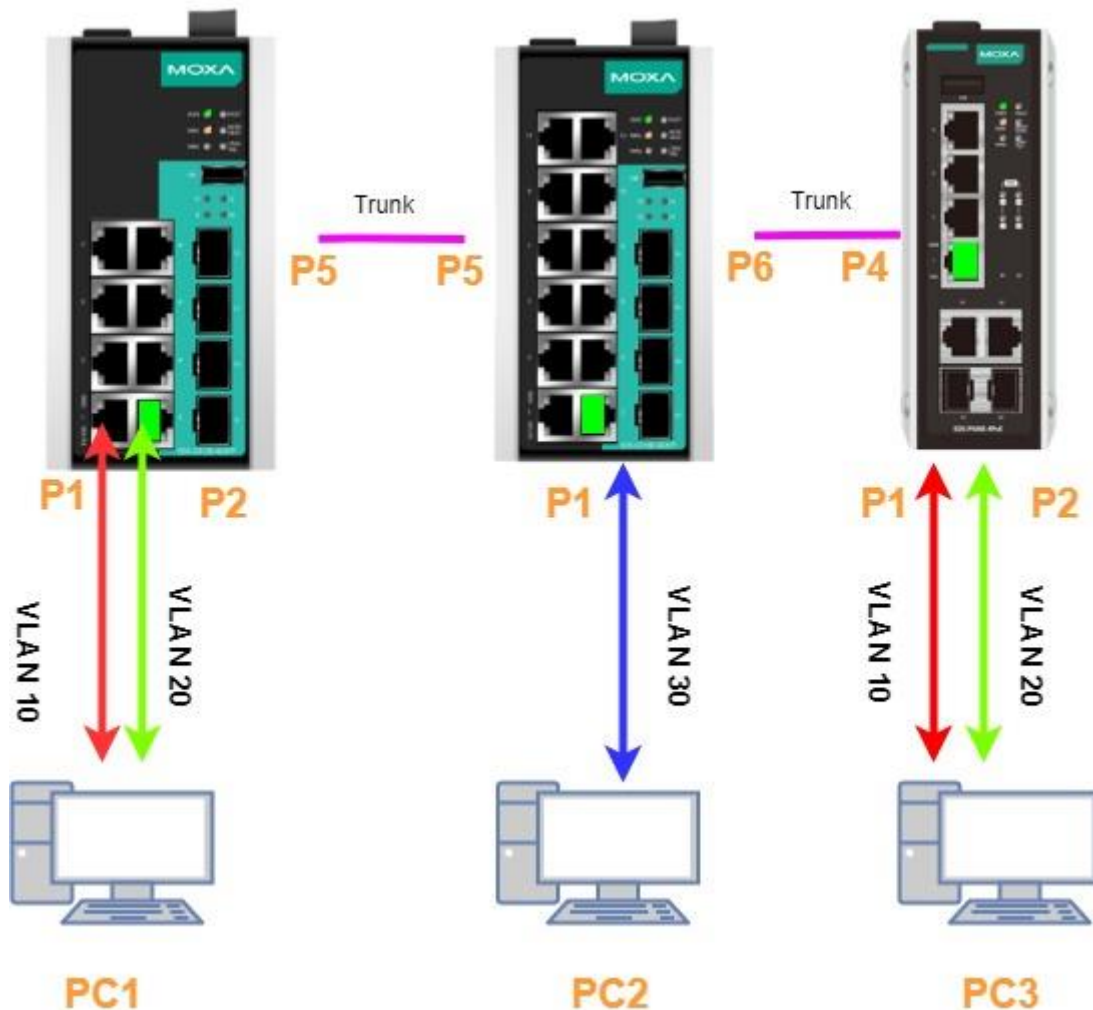 MOXA
MOXA
MOXA
Trunk
Trunk
P5
P5
P6
P4
P1
P2
P1
P1
P2
VLAN 10
VLAN 20
VLAN 30
VLAN 10
VLAN 20
PC1
PC2
PC3